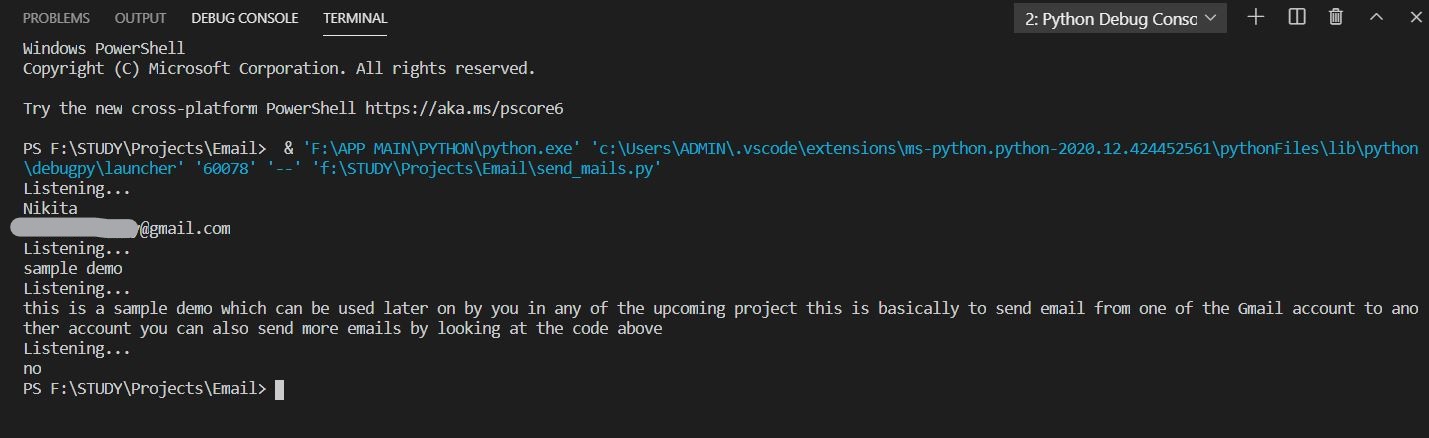 PROBLEMS OUTPUT DEBUG CONSOLE TERMINAL 2: Python Debug Consc
Windows PowerShell
Copyright (C) Microsoft Corporation. All rights reserved.
Try the new cross-platform PowerShell https://aka.ms/pscore6
PS F:\STUDY\Projects\Email>  & 'F:\APP MAIN\PYTHON\python.exe' 'c:\Users\ADMIN\.vscode\extensions\ms-python.python-2020.12.424452561\pythonFiles\lib\python
\debugpy\launcher' '60078' '--' 'f:\STUDY\Projects\Email\send_mails.py'
Listening...
Nikita
y@gmail.com
Listening...
sample demo
Listening...
this is a sample demo which can be used later on by you in any of the upcoming project this is basically to send email from one of the Gmail account to ano
ther account you can also send more emails by looking at the code above
Listening...
no
PS F:\STUDY\Projects\Email>